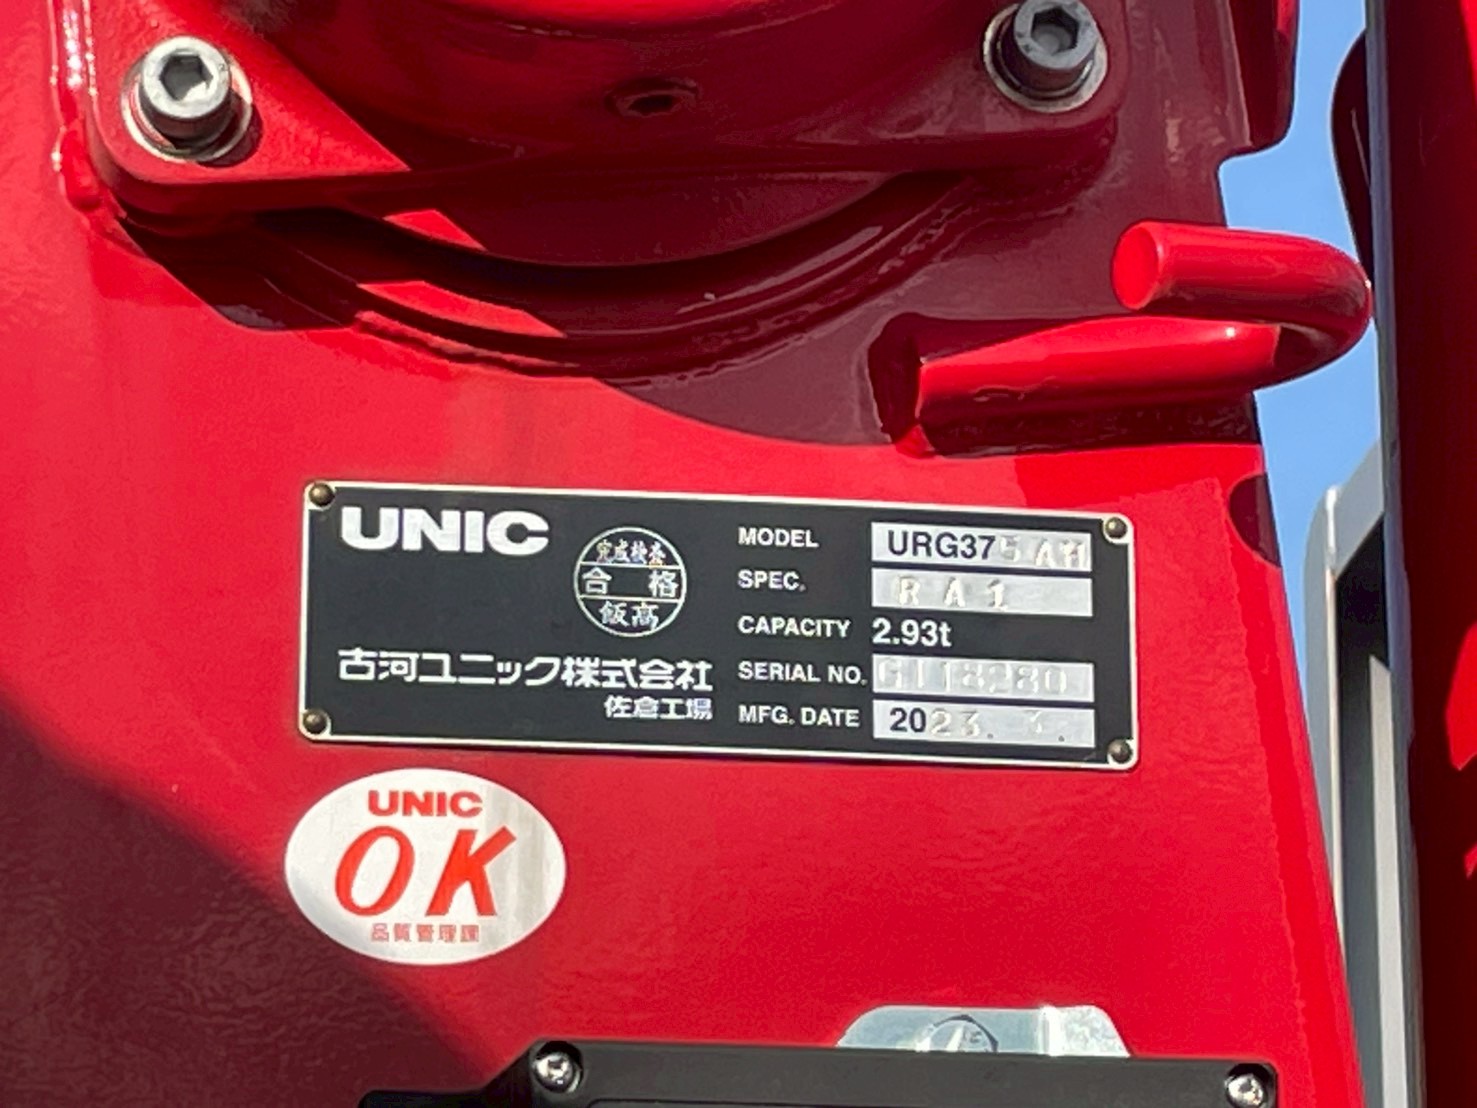 UNIC
完成検査
合格
飯高
古河ユニック株式会社
佐倉工場
MODEL URG375AM
SPEC. RA1
CAPACITY 2.93t
SERIAL NO. G118280
MFG. DATE 2023. 3.
UNIC
OK
品質管理課